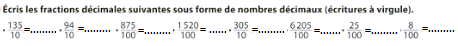 Écris les fractions décimales suivantes sous forme de nombres décimaux (écritures à virgule).
• 135/10 =......... • 94/10 =......... • 875/100 =......... • 1 520/100 = ...... • 305/10 =......... • 6 205/100 =....... • 25/100 =......... • 8/100 =.........